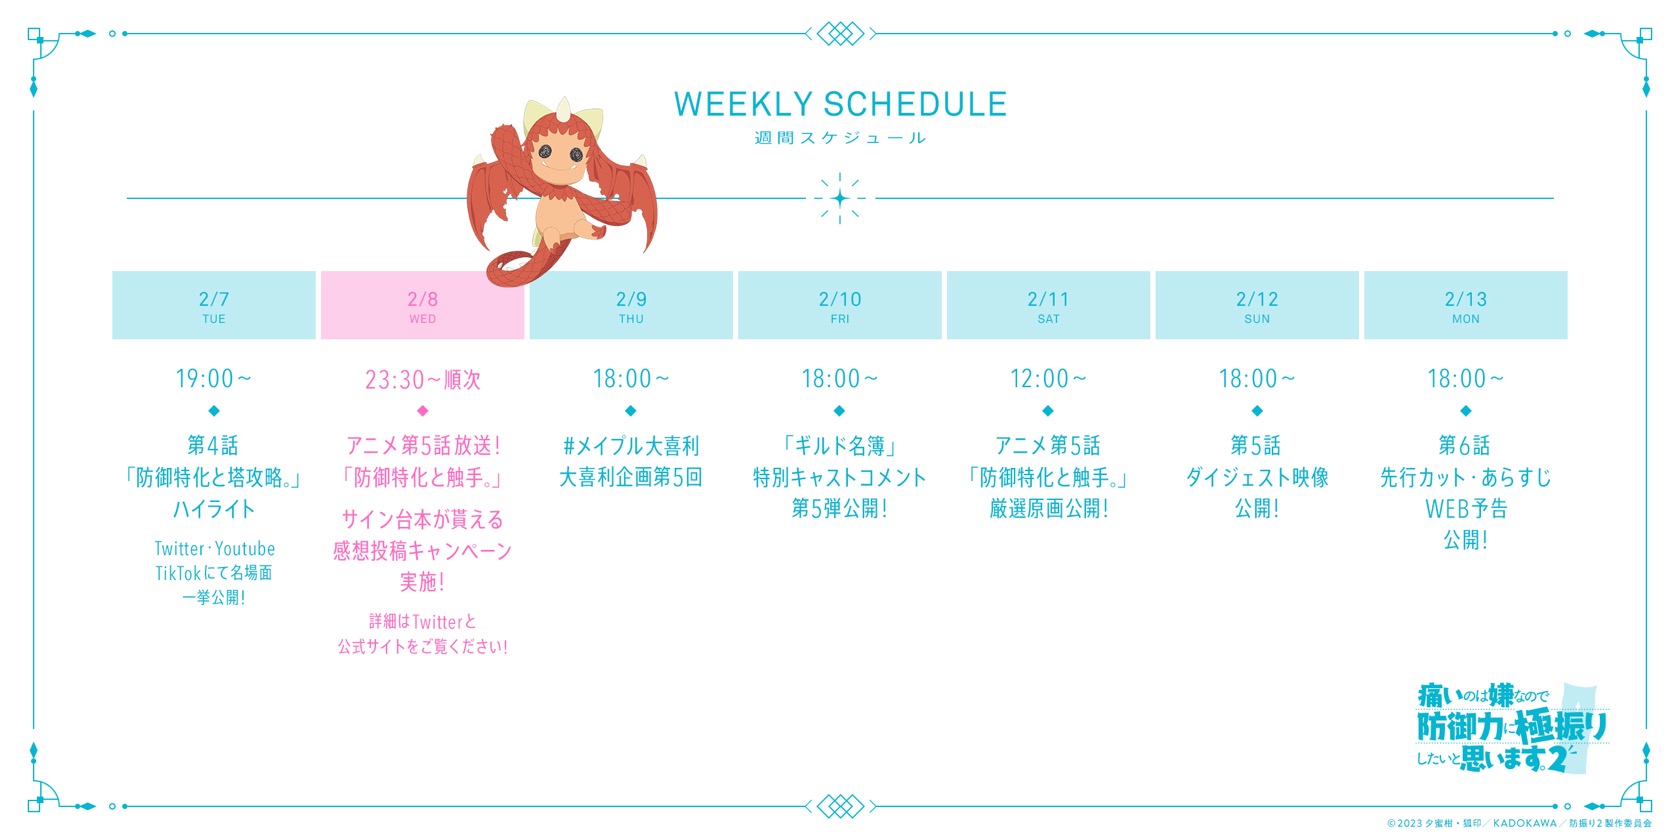 WEEKLY SCHEDULE
週間スケジュール
2/7
TUE
19:00～
第4話
「防御特化と塔攻略。」
ハイライト
Twitter・Youtube
TikTokにて名場面
一挙公開!
2/8
WED
23:30～順次
アニメ第5話放送!
「防御特化と触手。」
サイン台本が貰える
感想投稿キャンペーン
実施!
詳細はTwitterと
公式サイトをご覧ください!
2/9
THU
18:00～
#メイプル大喜利
大喜利企画第5回
2/10
FRI
18:00～
「ギルド名簿」
特別キャストコメント
第5弾公開!
2/11
SAT
12:00～
アニメ第5話
「防御特化と触手。」
厳選原画公開!
2/12
SUN
18:00～
第5話
ダイジェスト映像
公開!
2/13
MON
18:00～
第6話
先行カット・あらすじ
WEB予告
公開!
痛いのは嫌なので
防御力に極振り
したいと思います。2
©2023 夕蜜柑・狐印／KADOKAWA／防振り2製作委員会